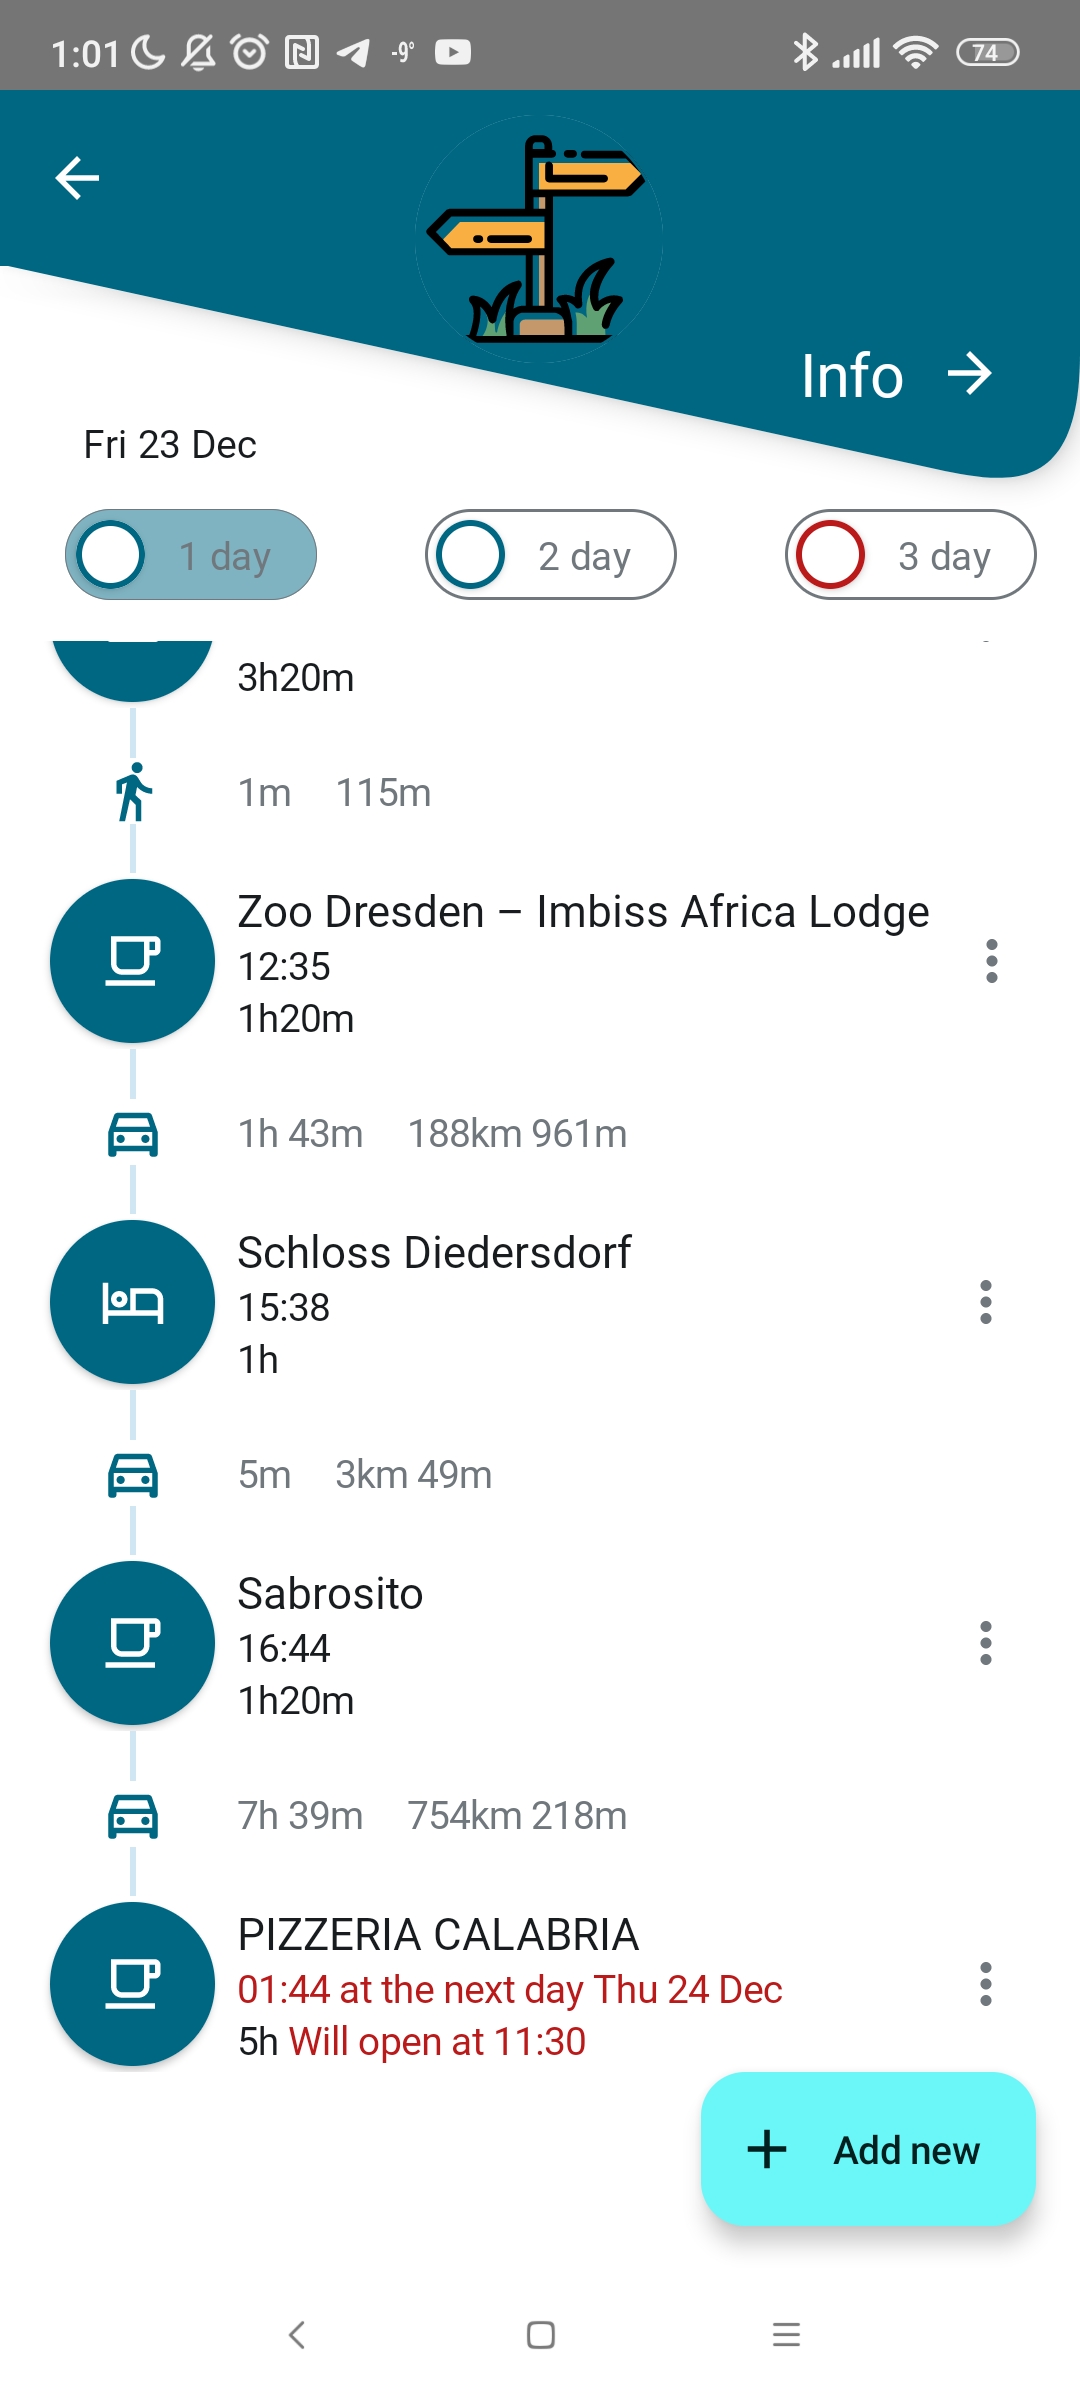 1:01
-9°
74
Info
Fri 23 Dec
1 day
2 day
3 day
3h20m
1m 115m
Zoo Dresden – Imbiss Africa Lodge
12:35
1h20m
1h 43m 188km 961m
Schloss Diedersdorf
15:38
1h
5m 3km 49m
Sabrosito
16:44
1h20m
7h 39m 754km 218m
PIZZERIA CALABRIA
01:44 at the next day Thu 24 Dec
5h Will open at 11:30
Add new